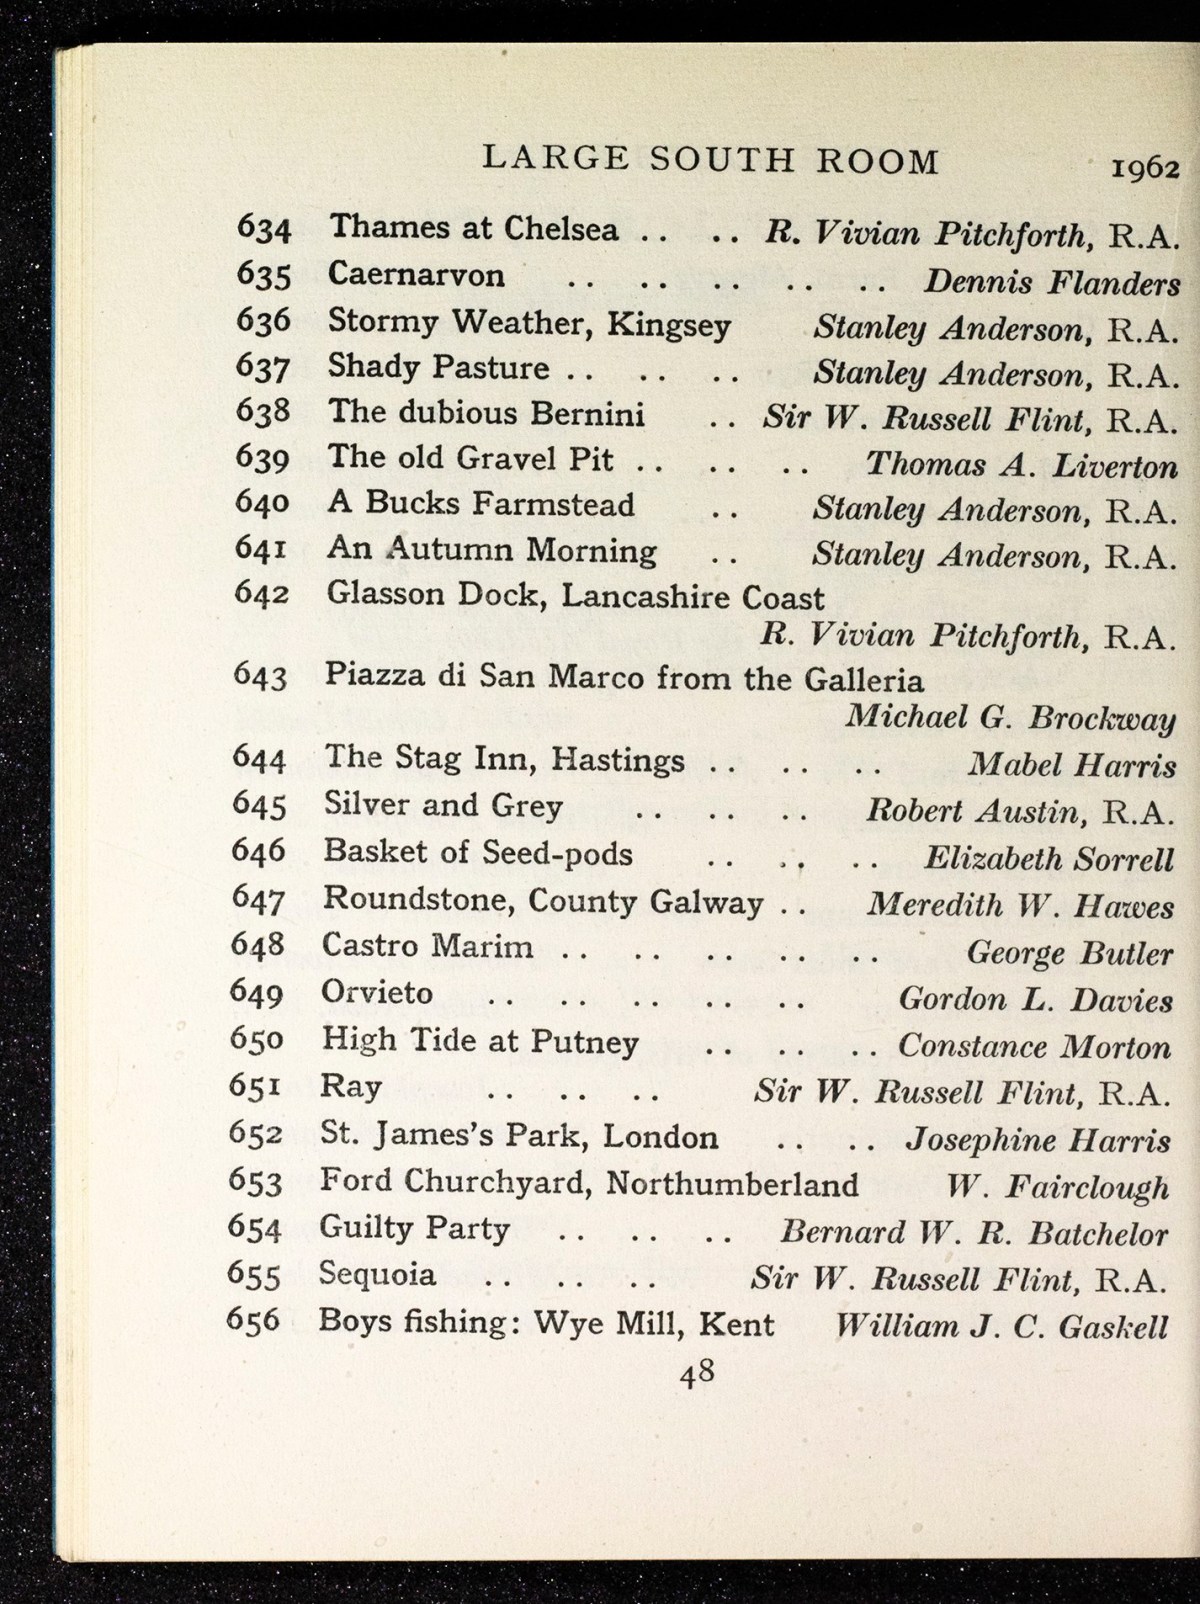 LARGE SOUTH ROOM 1962
634 Thames at Chelsea .. .. R. Vivian Pitchforth, R.A.
635 Caernarvon .. .. .. .. .. Dennis Flanders
636 Stormy Weather, Kingsey Stanley Anderson, R.A.
637 Shady Pasture .. .. .. Stanley Anderson, R.A.
638 The dubious Bernini .. Sir W. Russell Flint, R.A.
639 The old Gravel Pit .. .. .. Thomas A. Liverton
640 A Bucks Farmstead .. Stanley Anderson, R.A.
641 An Autumn Morning .. Stanley Anderson, R.A.
642 Glasson Dock, Lancashire Coast
R. Vivian Pitchforth, R.A.
643 Piazza di San Marco from the Galleria
Michael G. Brockway
644 The Stag Inn, Hastings .. .. .. Mabel Harris
645 Silver and Grey .. .. .. Robert Austin, R.A.
646 Basket of Seed-pods .. .. .. Elizabeth Sorrell
647 Roundstone, County Galway .. Meredith W. Hawes
648 Castro Marim .. .. .. .. .. George Butler
649 Orvieto .. .. .. .. .. Gordon L. Davies
650 High Tide at Putney .. .. .. Constance Morton
651 Ray .. .. .. Sir W. Russell Flint, R.A.
652 St. James's Park, London .. .. Josephine Harris
653 Ford Churchyard, Northumberland W. Fairclough
654 Guilty Party .. .. .. Bernard W. R. Batchelor
655 Sequoia .. .. .. Sir W. Russell Flint, R.A.
656 Boys fishing: Wye Mill, Kent William J. C. Gaskell
48